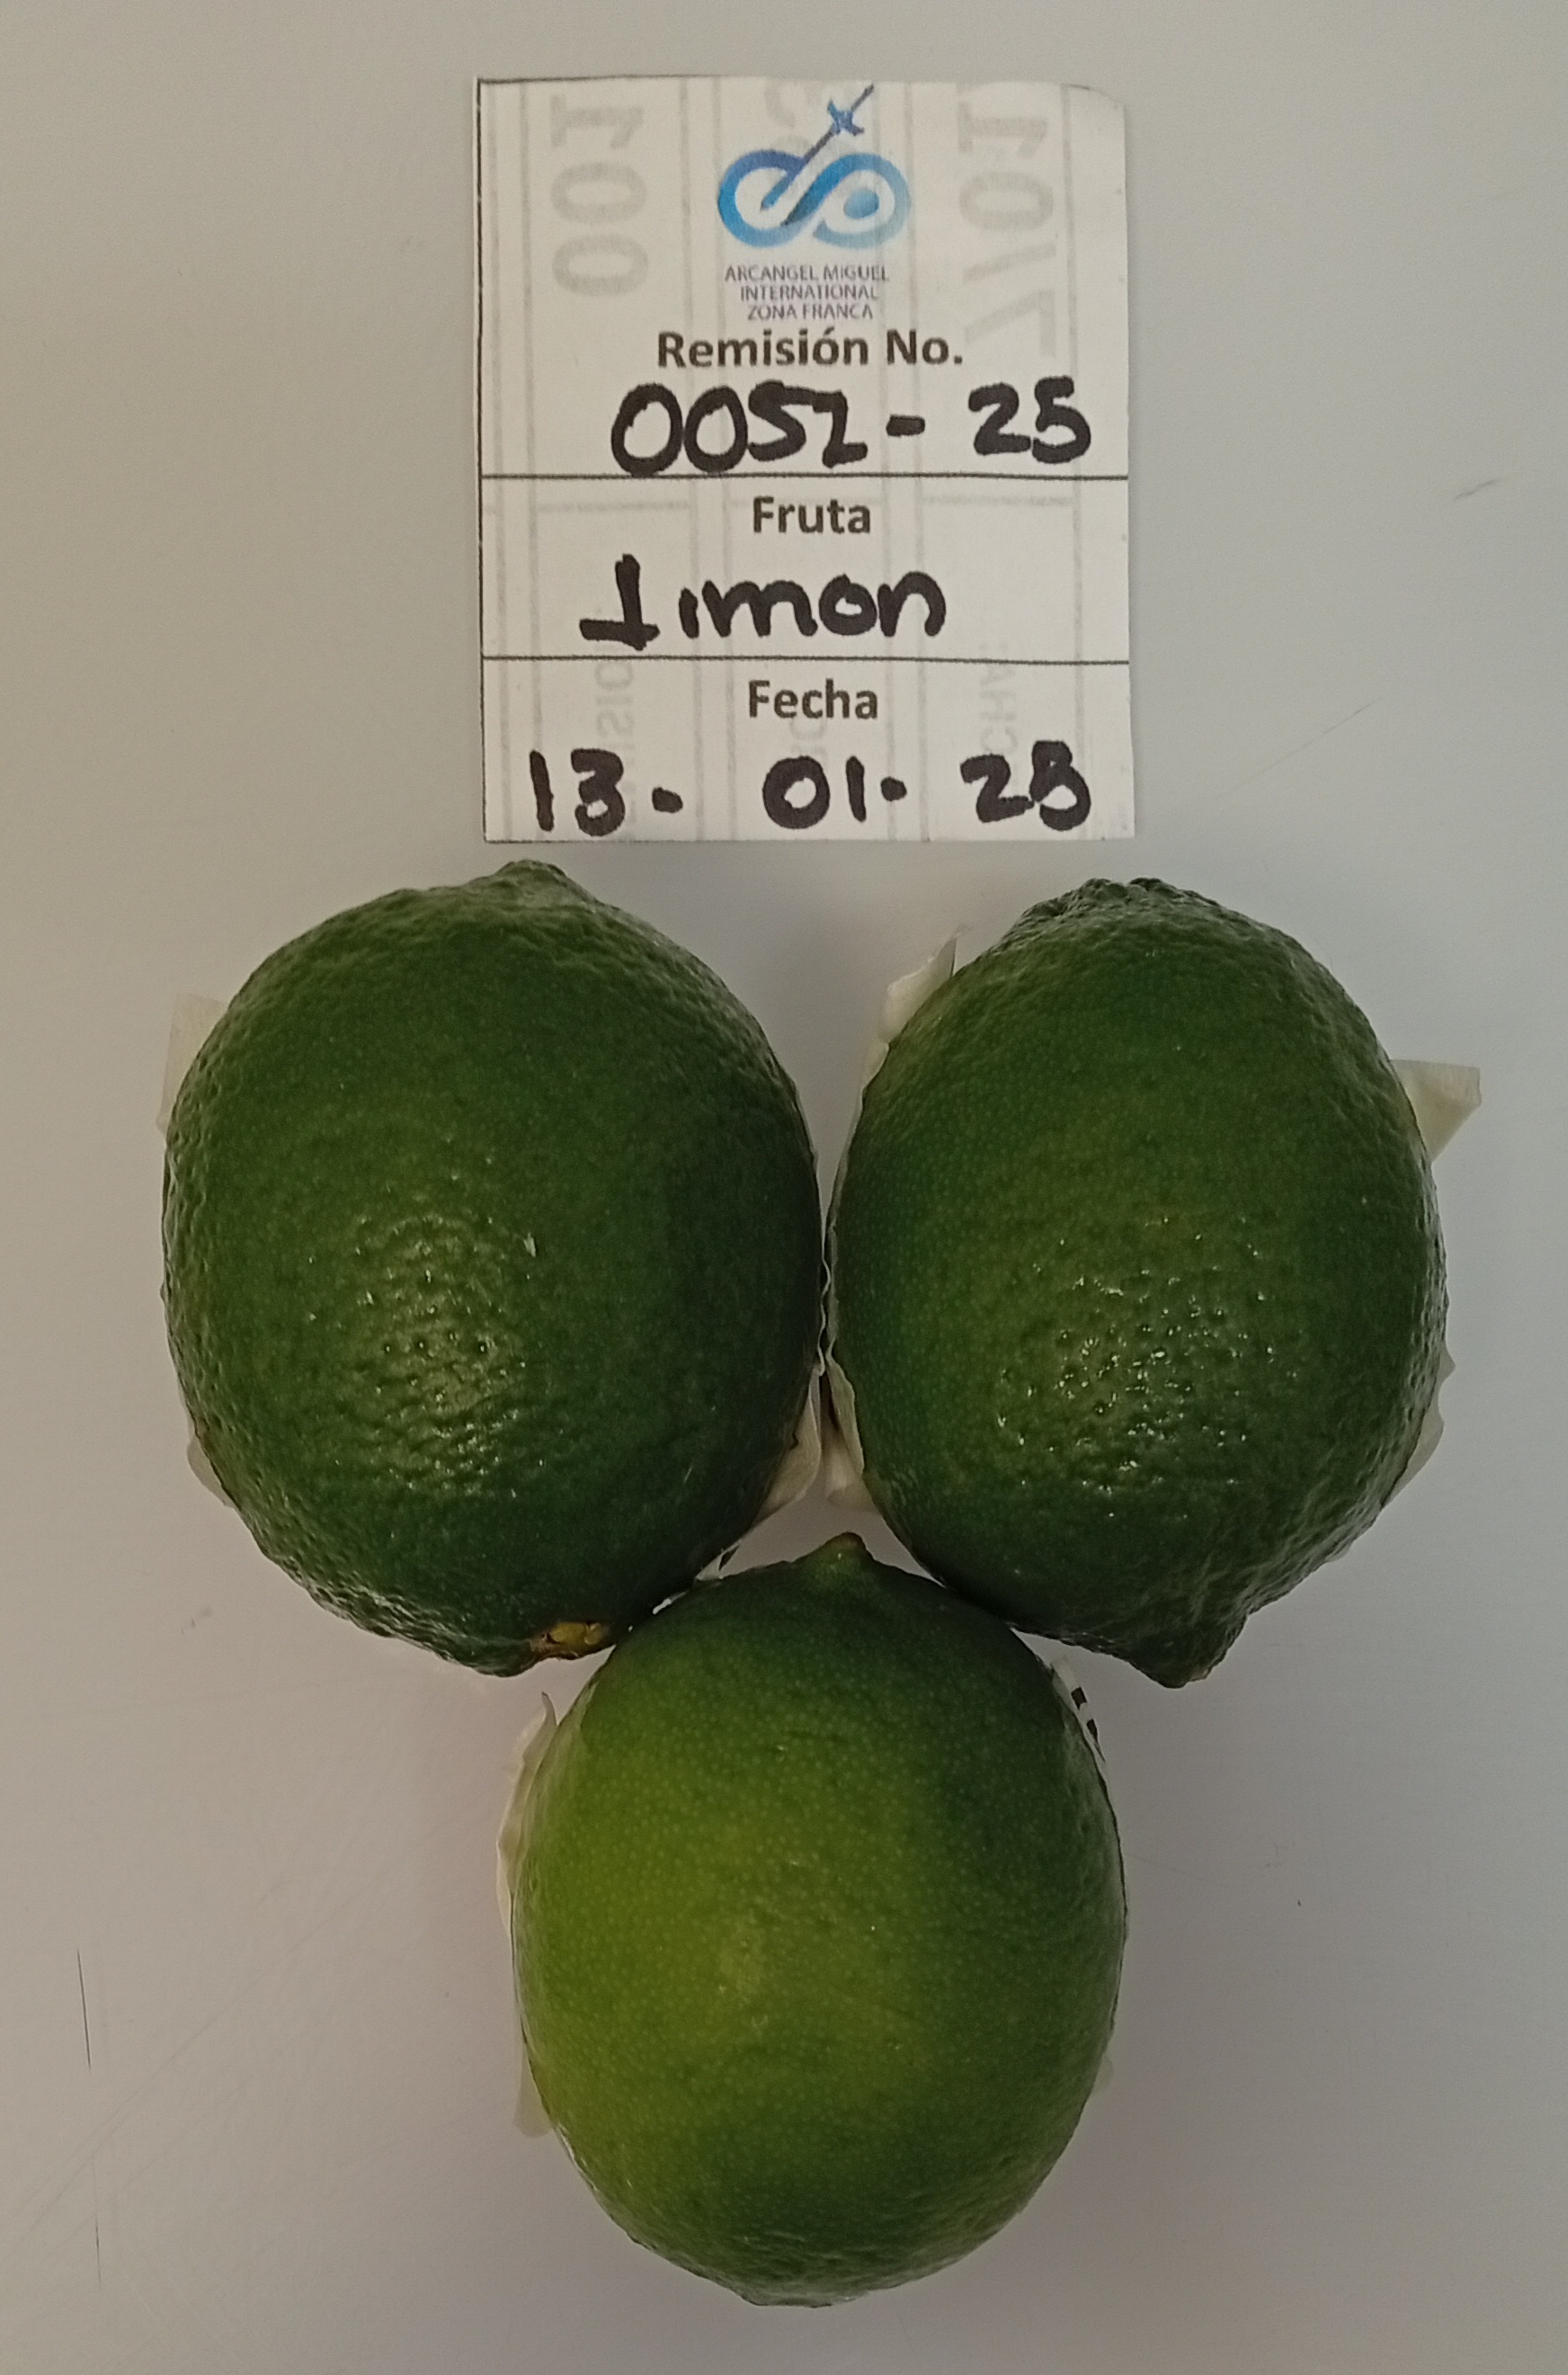 ARCANGEL MIGUEL
INTERNATIONAL
ZONA FRANCA
Remisión No.
0052 - 25
Fruta
Limon
Fecha
13. 01. 25